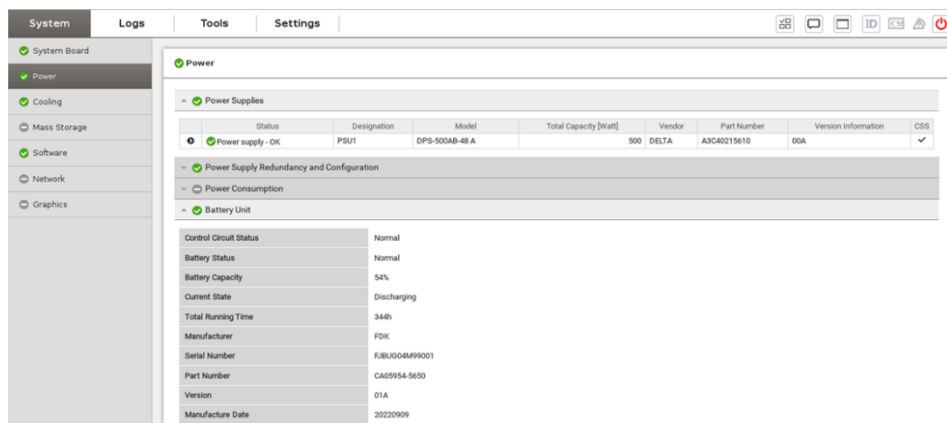 System Logs Tools Settings ID CSS
System Board
Power
Cooling
Mass Storage
Software
Network
Graphics
Power
Power Supplies
Status Designation Model Total Capacity [Watt] Vendor Part Number Version Information CSS
Power supply - OK PSU1 DPS-500AB-48 A 500 DELTA A3C40215610 00A
Power Supply Redundancy and Configuration
Power Consumption
Battery Unit
Control Circuit Status Normal
Battery Status Normal
Battery Capacity 54%
Current State Discharging
Total Running Time 344h
Manufacturer FDK
Serial Number FJBUG04M99001
Part Number CA05954-5650
Version 01A
Manufacture Date 20220909